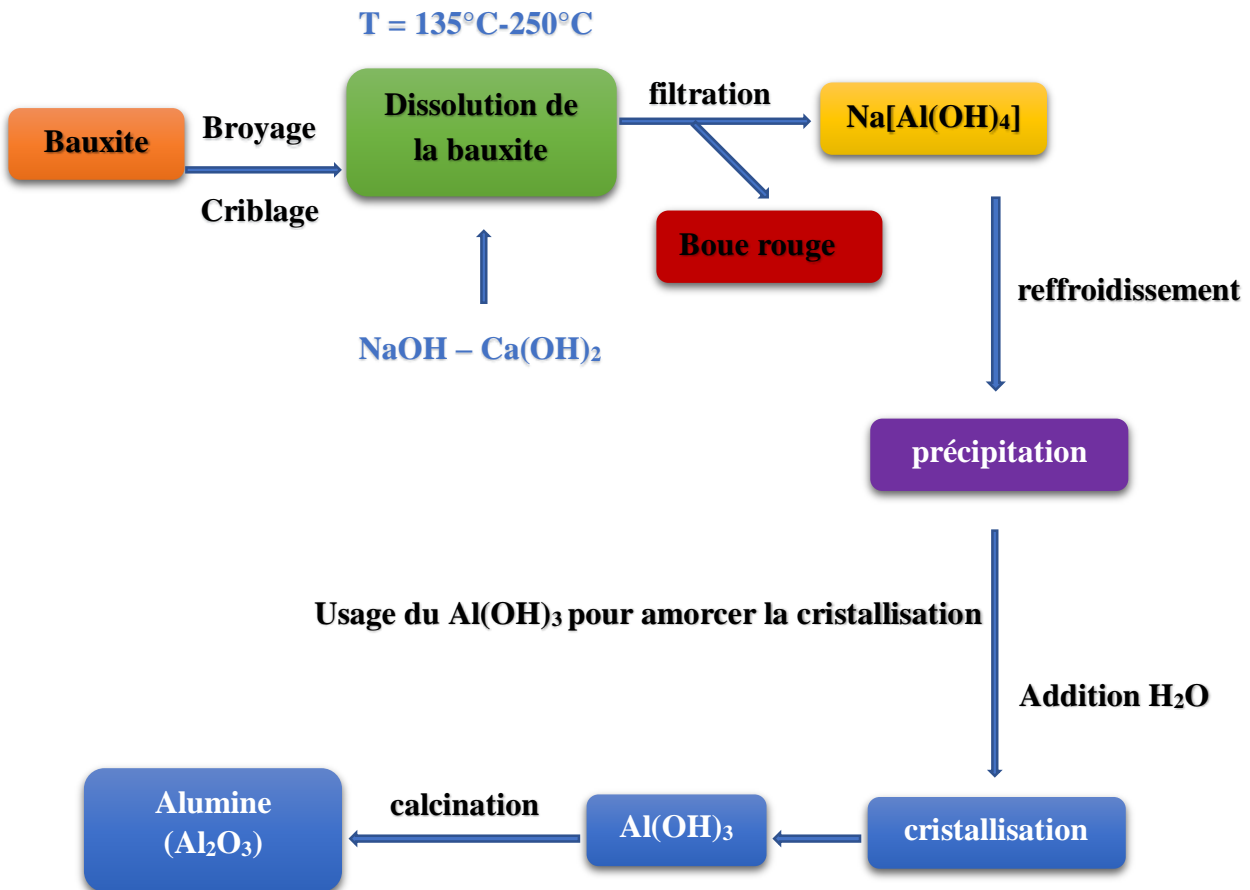 T = 135°C-250°C
Bauxite
Broyage
Criblage
Dissolution de
la bauxite
filtration
Na[Al(OH)₄]
Boue rouge
NaOH – Ca(OH)₂
reffroidissement
précipitation
Usage du Al(OH)₃ pour amorcer la cristallisation
Addition H₂O
cristallisation
Al(OH)₃
calcination
Alumine
(Al₂O₃)